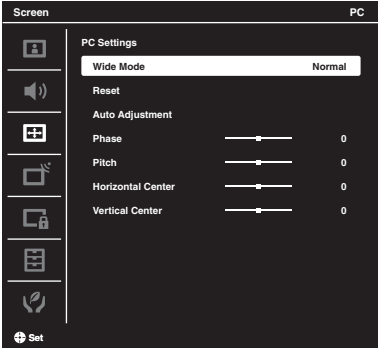 Screen PC
PC Settings
Wide Mode Normal
Reset
Auto Adjustment
Phase 0
Pitch 0
Horizontal Center 0
Vertical Center 0
Set